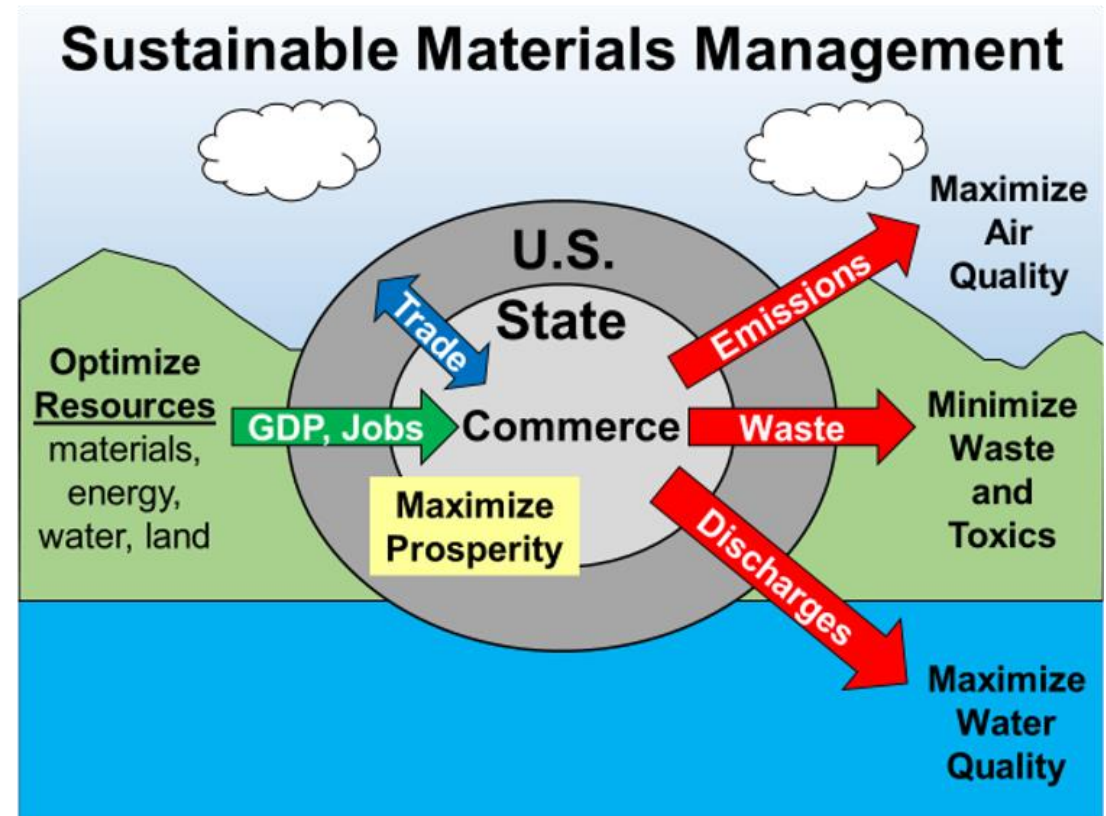 Sustainable Materials Management
Optimize
Resources
materials,
energy,
water, land
GDP, Jobs
U.S.
State
Trade
Commerce
Maximize
Prosperity
Emissions
Waste
Discharges
Maximize
Air
Quality
Minimize
Waste
and
Toxics
Maximize
Water
Quality